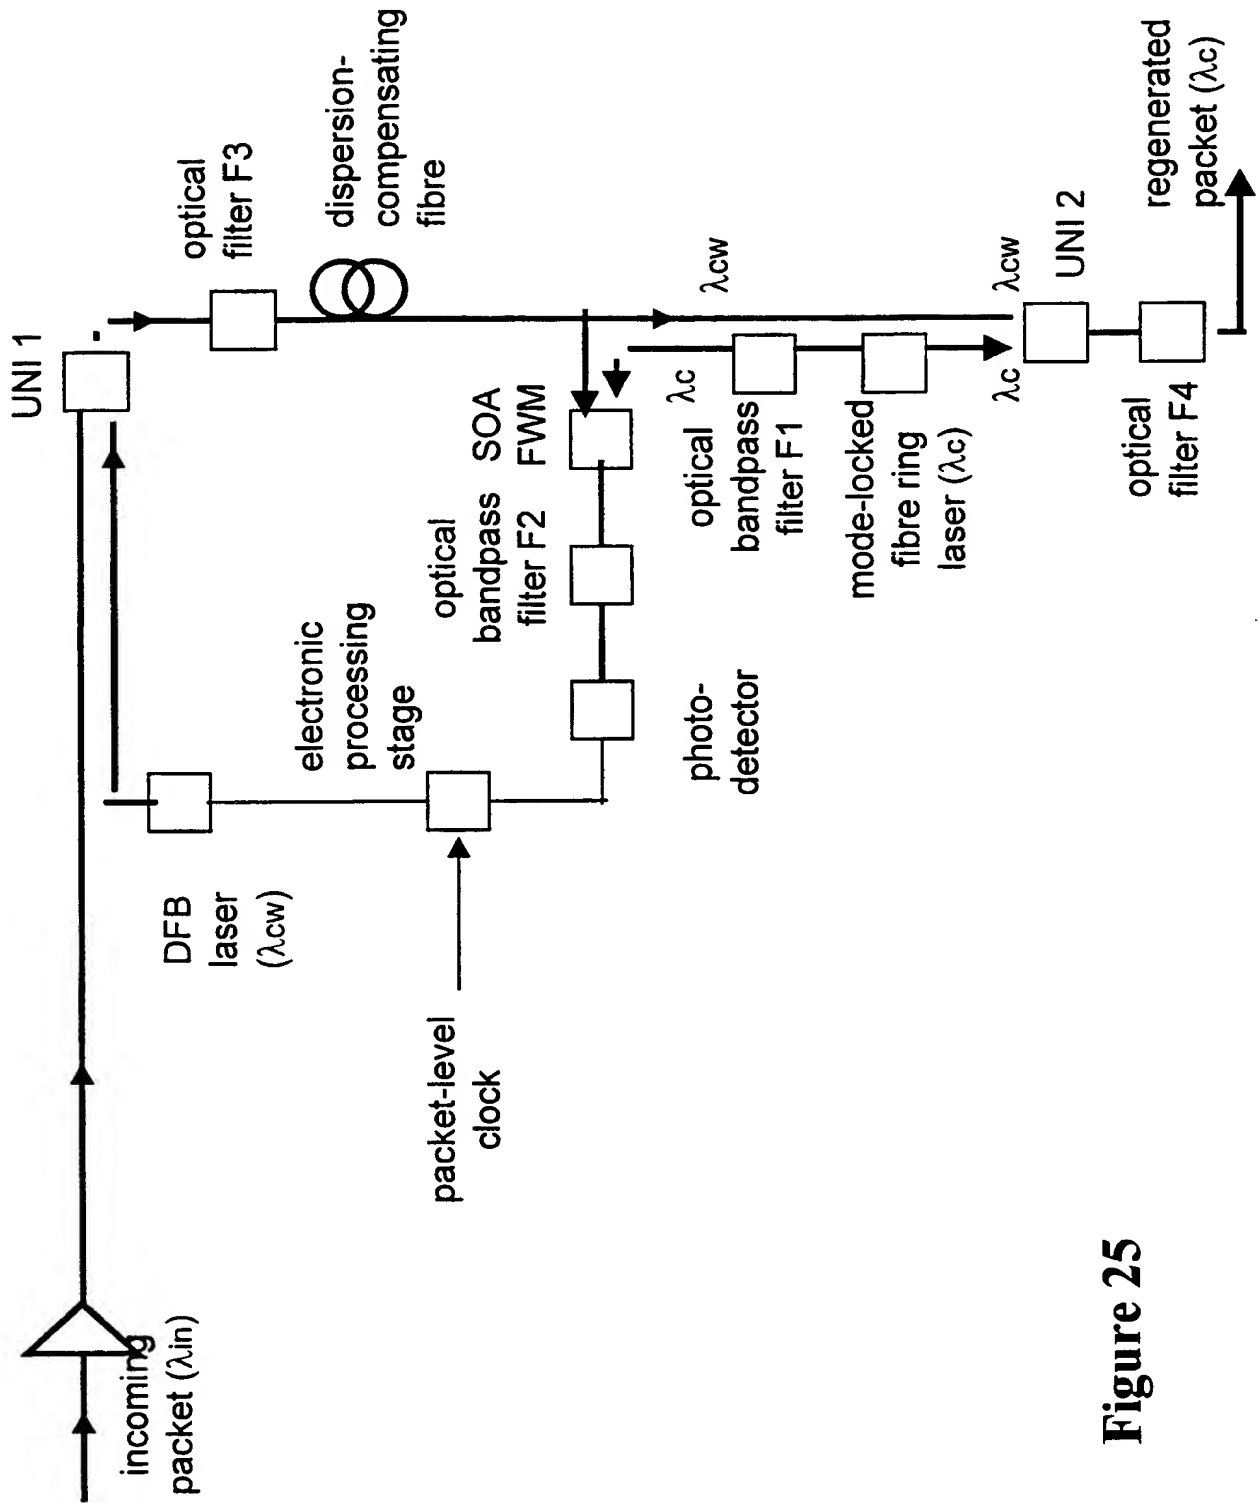 UNI 1
optical
filter F3
dispersion-
compensating
fibre
DFB
laser
(λcw)
electronic
processing
stage
optical
bandpass
filter F2
SOA
FWM
λcw
λc
optical
bandpass
filter F1
mode-locked
fibre ring
laser (λc)
λcw
λc
UNI 2
optical
filter F4
regenerated
packet (λc)
photo-
detector
packet-level
clock
incoming
packet (λin)
Figure 25